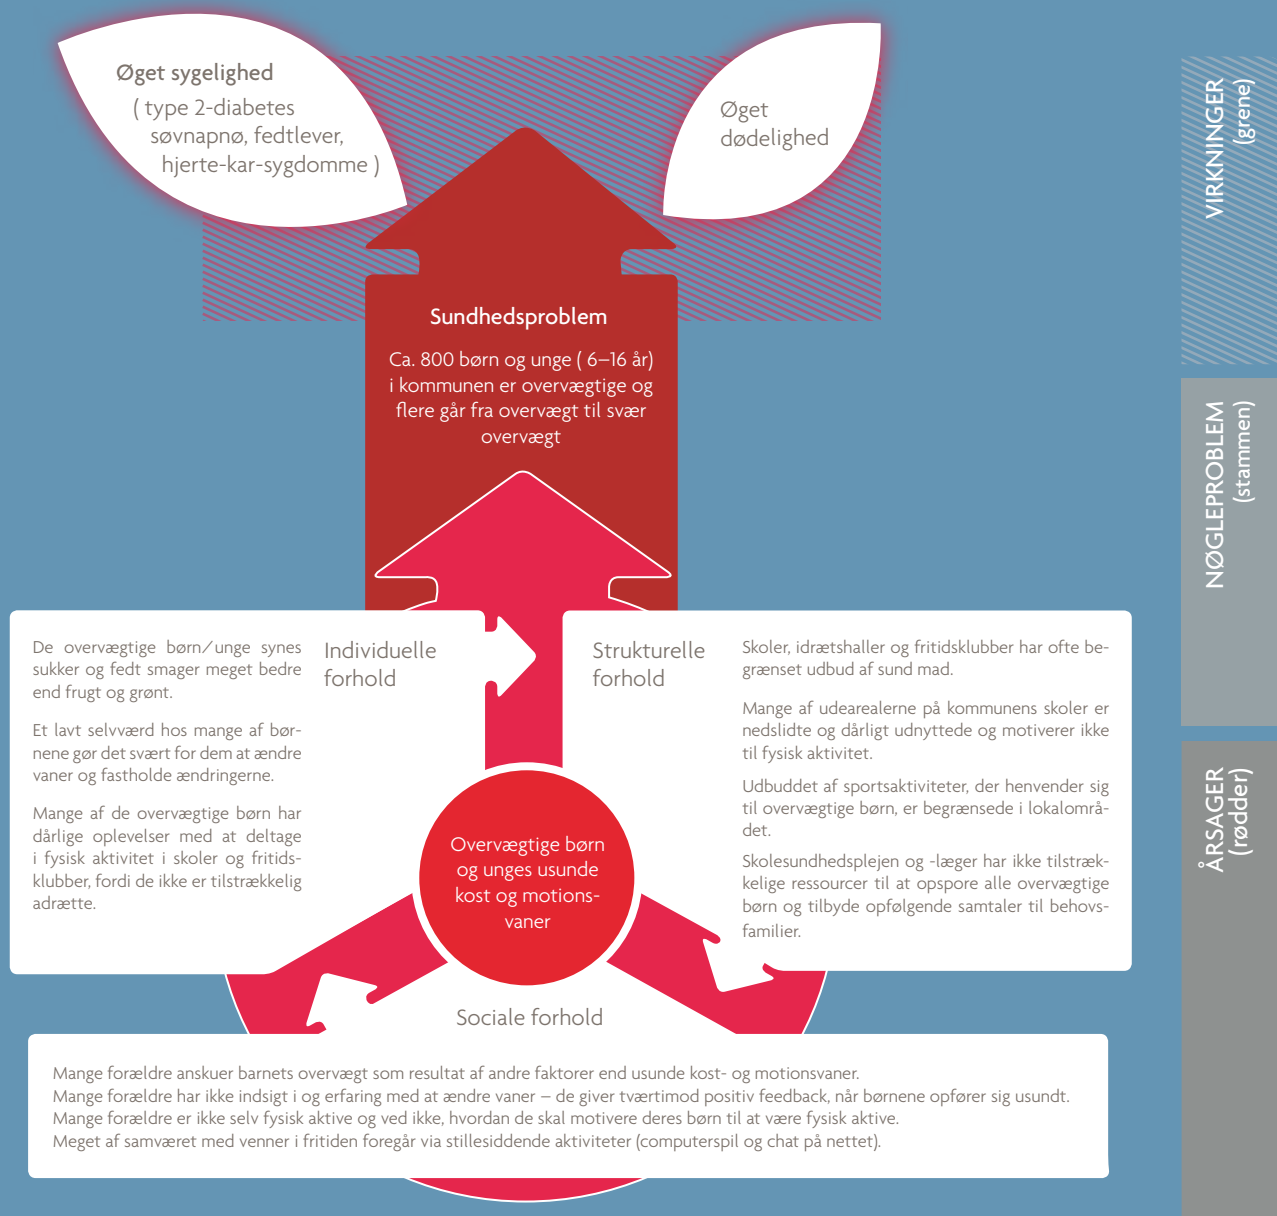 Øget sygelighed
( type 2-diabetes
søvnapnø, fedtlever,
hjerte-kar-sygdomme )
Øget
dødelighed
VIRKNINGER
(grene)
Sundhedsproblem
Ca. 800 børn og unge ( 6–16 år)
i kommunen er overvægtige og
flere går fra overvægt til svær
overvægt
NØGLEPROBLEM
(stammen)
De overvægtige børn/unge synes
sukker og fedt smager meget bedre
end frugt og grønt.
Et lavt selvværd hos mange af bør-
nene gør det svært for dem at ændre
vaner og fastholde ændringerne.
Mange af de overvægtige børn har
dårlige oplevelser med at deltage
i fysisk aktivitet i skoler og fritids-
klubber, fordi de ikke er tilstrækkelig
adrætte.
Individuelle
forhold
Strukturelle
forhold
Skoler, idrætshaller og fritidsklubber har ofte be-
grænset udbud af sund mad.
Mange af udearealerne på kommunens skoler er
nedslidte og dårligt udnyttede og motiverer ikke
til fysisk aktivitet.
Udbuddet af sportsaktiviteter, der henvender sig
til overvægtige børn, er begrænsede i lokalområ-
det.
Skolesundhedsplejen og -læger har ikke tilstræk-
kelige ressourcer til at opspore alle overvægtige
børn og tilbyde opfølgende samtaler til behovs-
familier.
ÅRSAGER
(rødder)
Overvægtige børn
og unges usunde
kost og motions-
vaner
Sociale forhold
Mange forældre anskuer barnets overvægt som resultat af andre faktorer end usunde kost- og motionsvaner.
Mange forældre har ikke indsigt i og erfaring med at ændre vaner – de giver tværtimod positiv feedback, når børnene opfører sig usundt.
Mange forældre er ikke selv fysisk aktive og ved ikke, hvordan de skal motivere deres børn til at være fysisk aktive.
Meget af samværet med venner i fritiden foregår via stillesiddende aktiviteter (computerspil og chat på nettet).